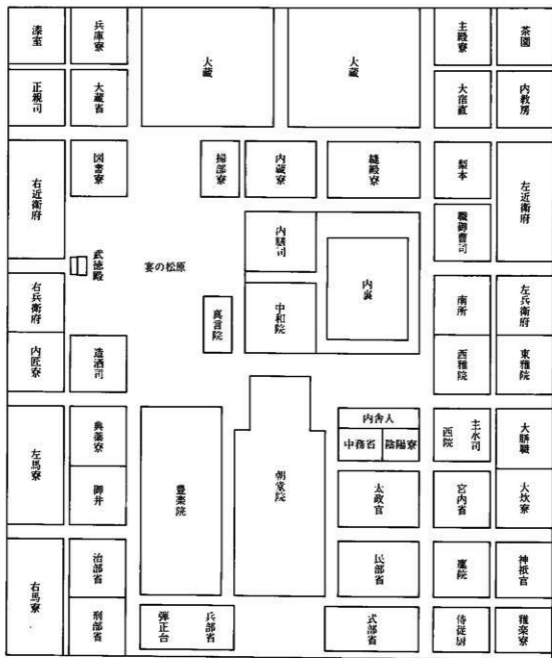 漆室
兵庫寮
大蔵
大蔵
主殿寮
茶園
正親司
大蔵省
大宿直
内教房
右近衛府
図書寮
掃部寮
内蔵寮
縫殿寮
梨本
左近衛府
職御曹司
武徳殿
宴の松原
内膳司
内裏
右兵衛府
真言院
中和院
南所
左兵衛府
内匠寮
造酒司
西雅院
東雅院
左馬寮
典薬寮
豊楽院
朝堂院
内舎人
中務省
陰陽寮
主水司
西院
大膳職
御井
太政官
宮内省
大炊寮
右馬寮
治部省
民部省
廩院
神祇官
刑部省
弾正台
兵部省
式部省
侍従厨
雅楽寮